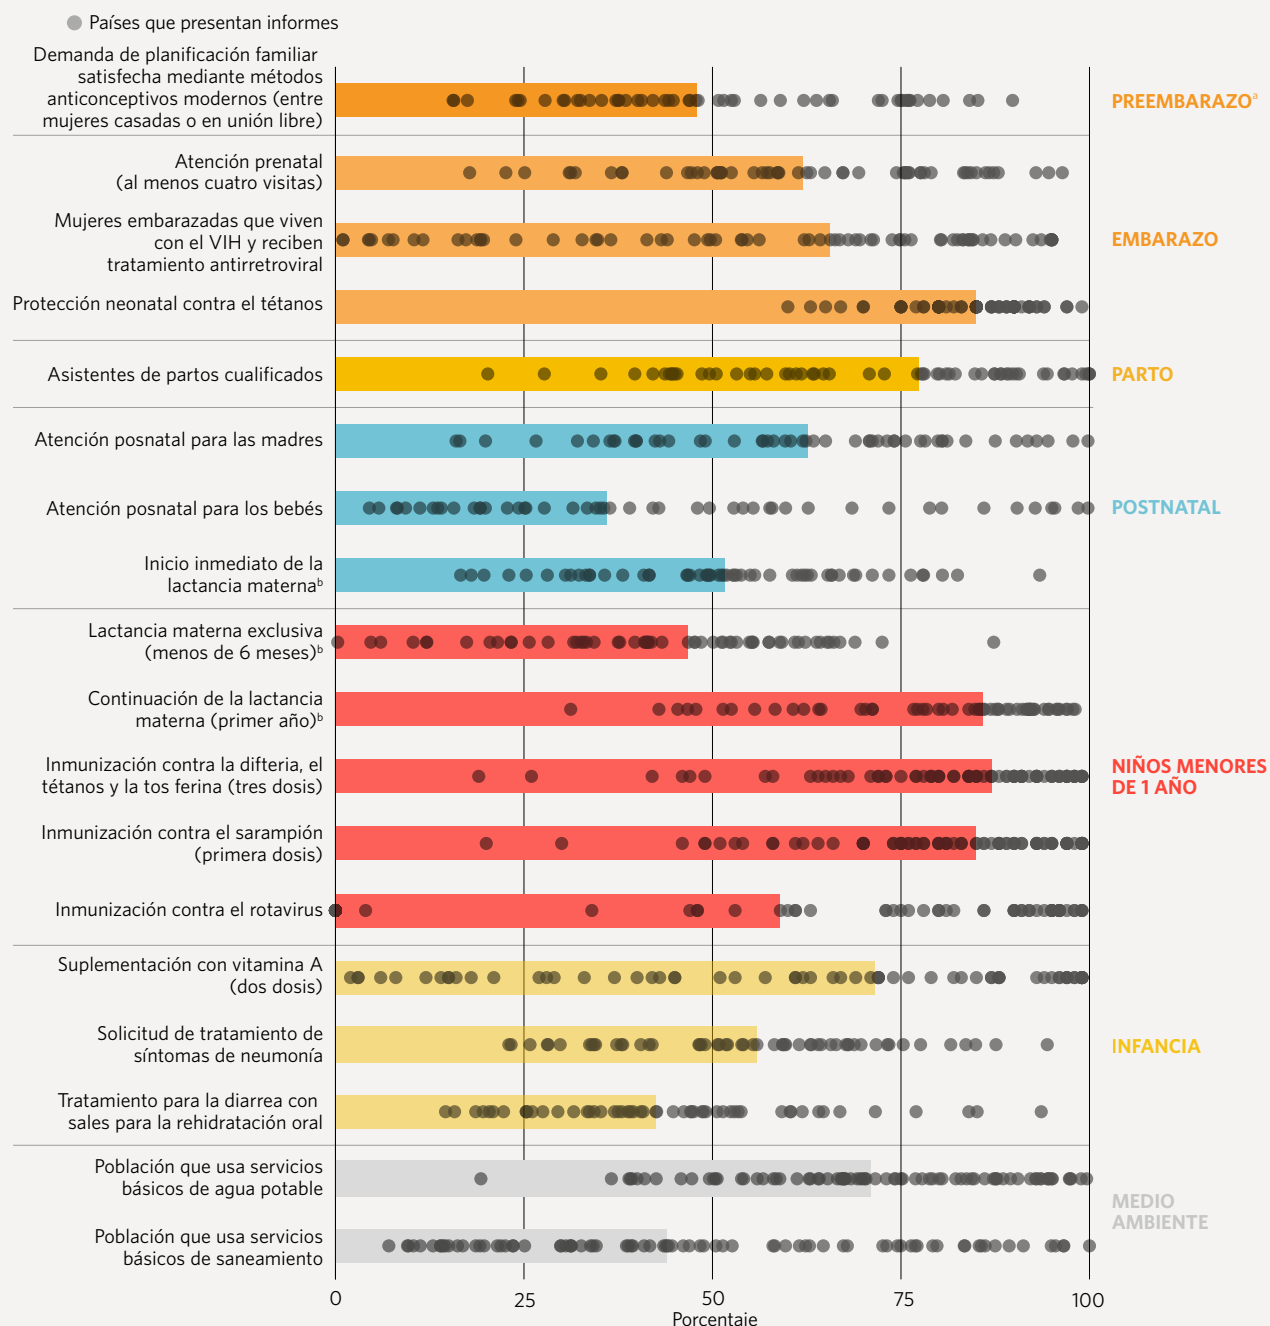 Países que presentan informes
Demanda de planificación familiar
satisfecha mediante métodos
anticonceptivos modernos (entre
mujeres casadas o en unión libre)
PREEMBARAZOᵃ
Atención prenatal
(al menos cuatro visitas)
Mujeres embarazadas que viven
con el VIH y reciben
tratamiento antirretroviral
EMBARAZO
Protección neonatal contra el tétanos
Asistentes de partos cualificados
PARTO
Atención posnatal para las madres
Atención posnatal para los bebés
POSTNATAL
Inicio inmediato de la
lactancia maternaᵇ
Lactancia materna exclusiva
(menos de 6 meses)ᵇ
Continuación de la lactancia
materna (primer año)ᵇ
Inmunización contra la difteria, el
tétanos y la tos ferina (tres dosis)
NIÑOS MENORES
DE 1 AÑO
Inmunización contra el sarampión
(primera dosis)
Inmunización contra el rotavirus
Suplementación con vitamina A
(dos dosis)
Solicitud de tratamiento de
síntomas de neumonía
INFANCIA
Tratamiento para la diarrea con
sales para la rehidratación oral
Población que usa servicios
básicos de agua potable
MEDIO
AMBIENTE
Población que usa servicios
básicos de saneamiento
0 25 50 75 100
Porcentaje